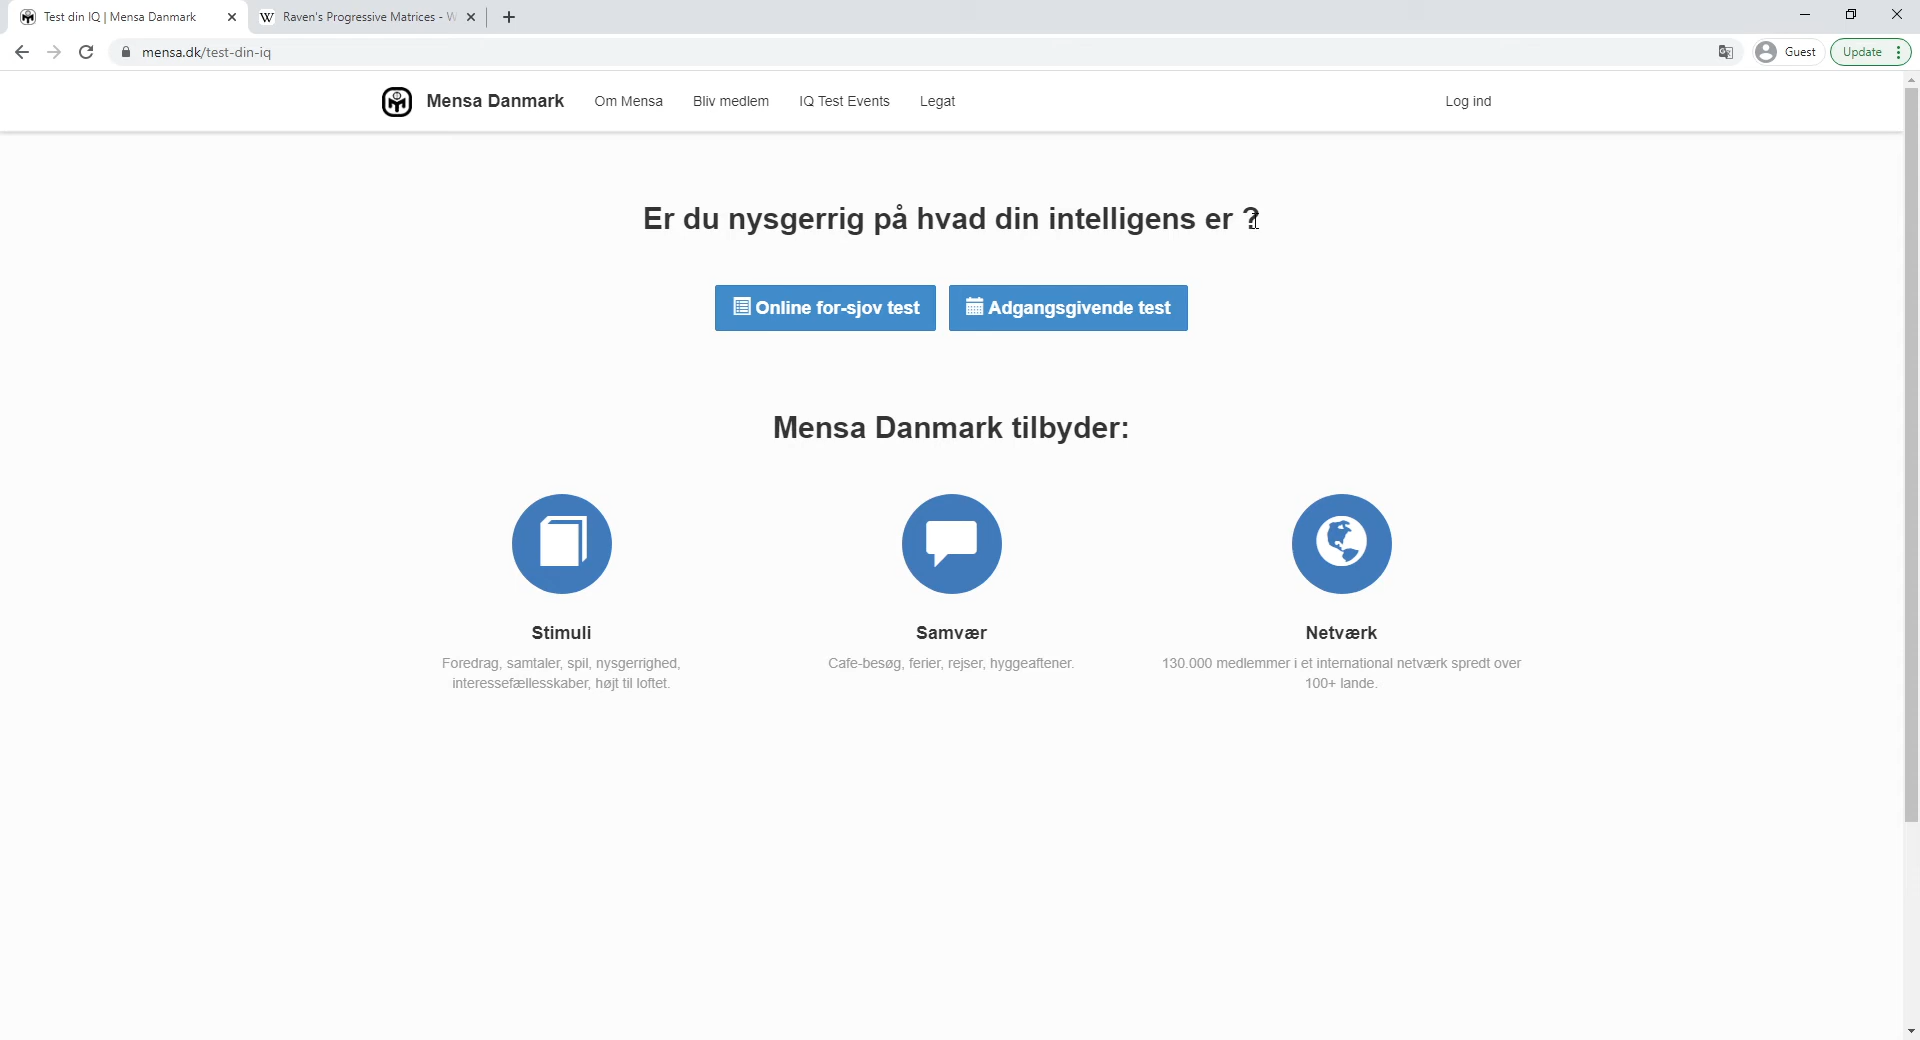 Test din IQ | Mensa Danmark
Raven's Progressive Matrices - W
mensa.dk/test-din-iq
Guest
Update
Mensa Danmark
Om Mensa
Bliv medlem
IQ Test Events
Legat
Log ind
Er du nysgerrig på hvad din intelligens er ?
Online for-sjov test
Adgangsgivende test
Mensa Danmark tilbyder:
Stimuli
Foredrag, samtaler, spil, nysgerrighed,
interessefællesskaber, højt til loftet.
Samvær
Cafe-besøg, ferier, rejser, hyggeaftener.
Netværk
130.000 medlemmer i et international netværk spredt over
100+ lande.